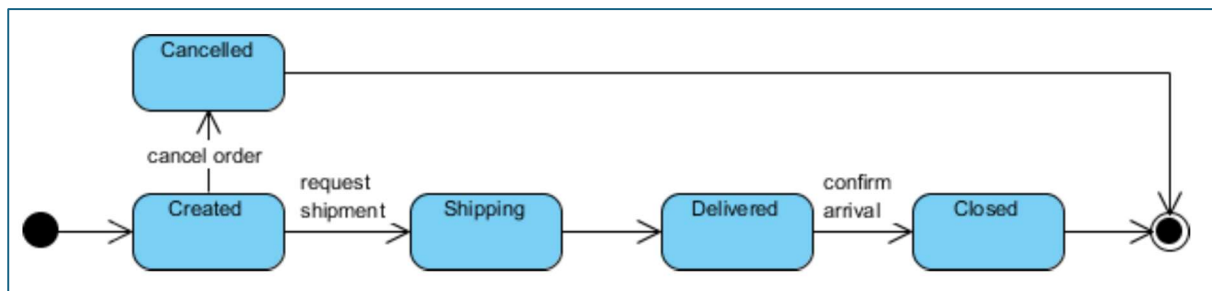 Cancelled
cancel order
Created
request
shipment
Shipping
Delivered
confirm
arrival
Closed